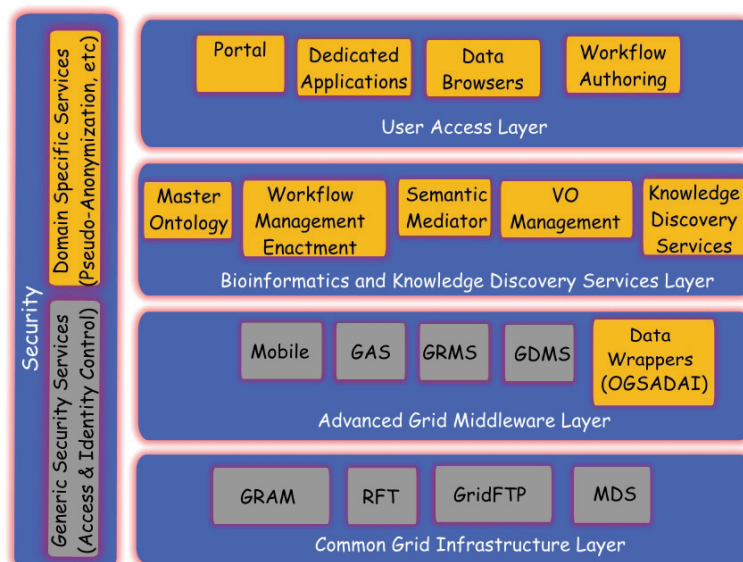 Security
Domain Specific Services
(Pseudo-Anonymization, etc)
Generic Security Services
(Access & Identity Control)
Portal
Dedicated
Applications
Data
Browsers
Workflow
Authoring
User Access Layer
Master
Ontology
Workflow
Management
Enactment
Semantic
Mediator
VO
Management
Knowledge
Discovery
Services
Bioinformatics and Knowledge Discovery Services Layer
Mobile
GAS
GRMS
GDMS
Data
Wrappers
(OGSADAI)
Advanced Grid Middleware Layer
GRAM
RFT
GridFTP
MDS
Common Grid Infrastructure Layer